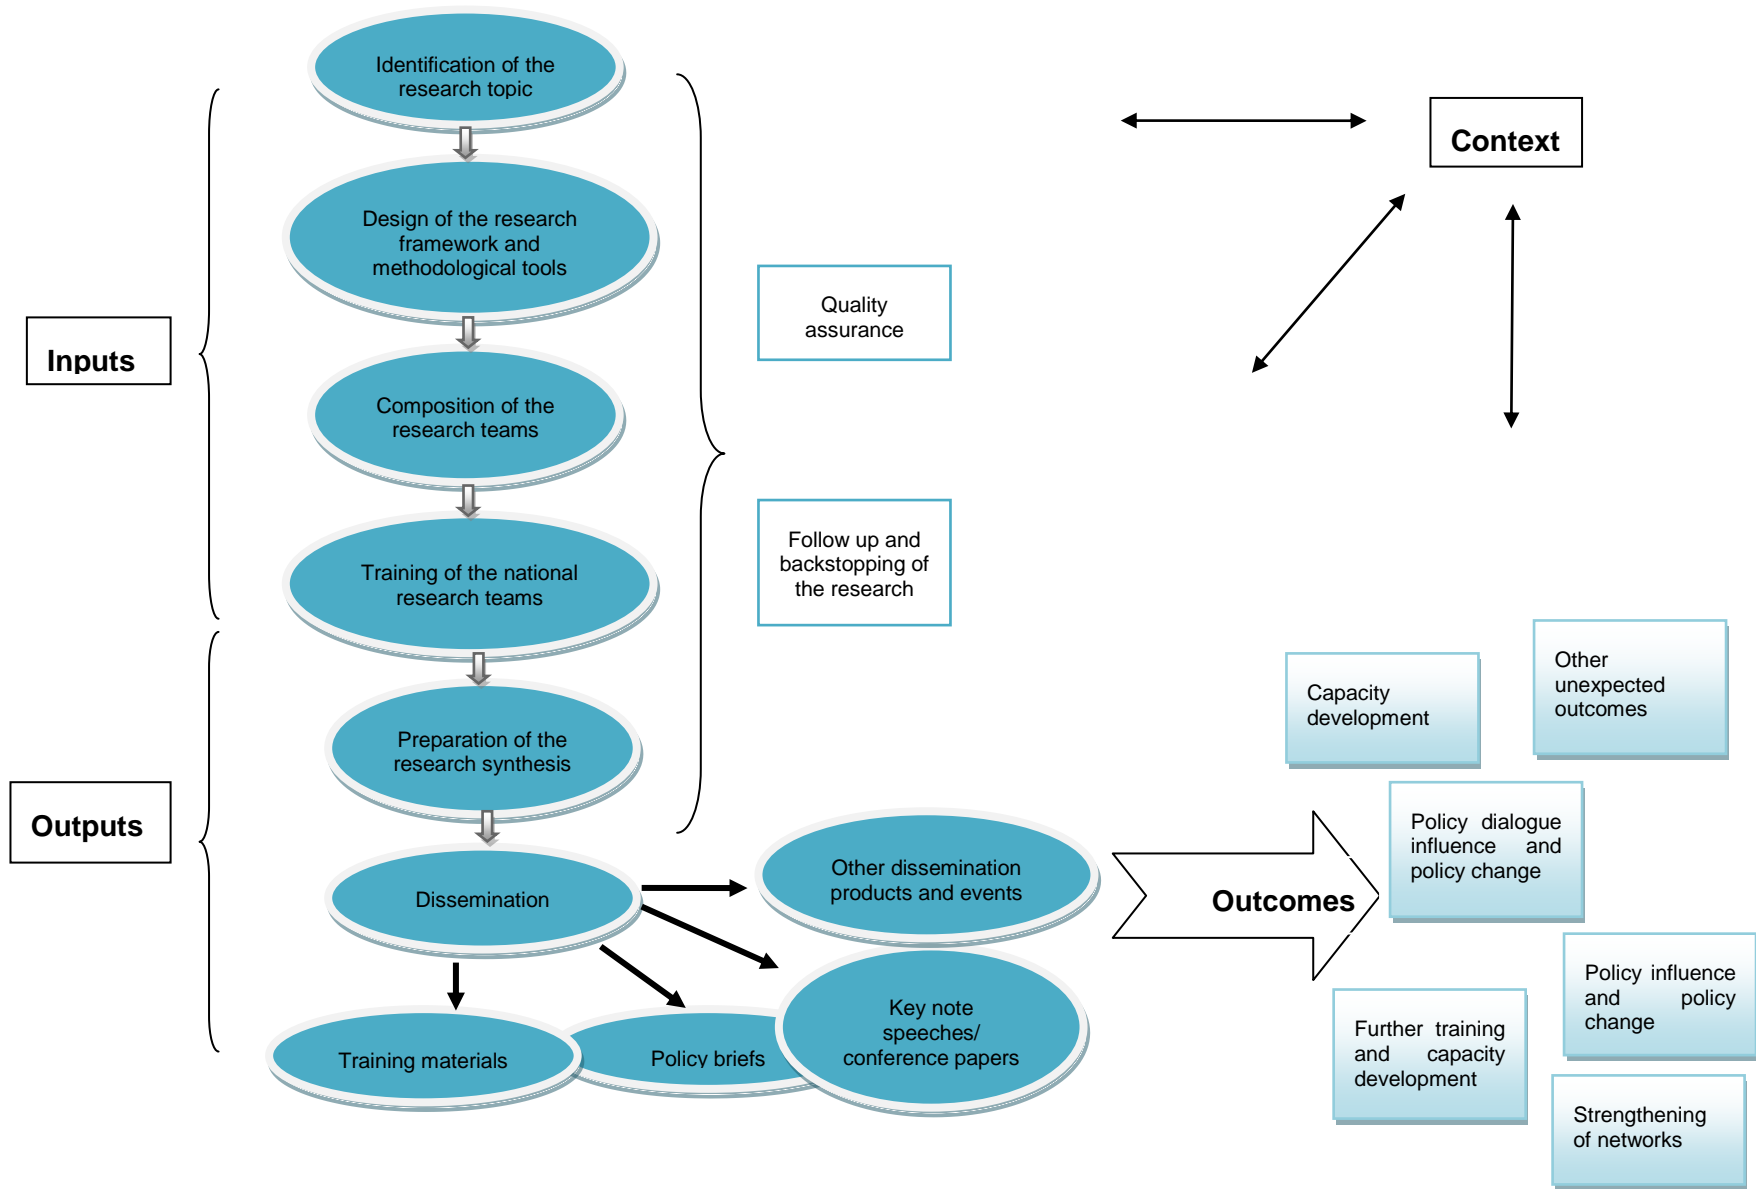 Identification of the
research topic
Context
Design of the research
framework and
methodological tools
Quality
assurance
Inputs
Composition of the
research teams
Follow up and
backstopping of
the research
Training of the national
research teams
Capacity
development
Other
unexpected
outcomes
Preparation of the
research synthesis
Outputs
Policy dialogue
influence and
policy change
Other dissemination
products and events
Dissemination
Outcomes
Policy influence
and policy
change
Key note
speeches/
conference papers
Further training
and capacity
development
Training materials
Policy briefs
Strengthening
of networks